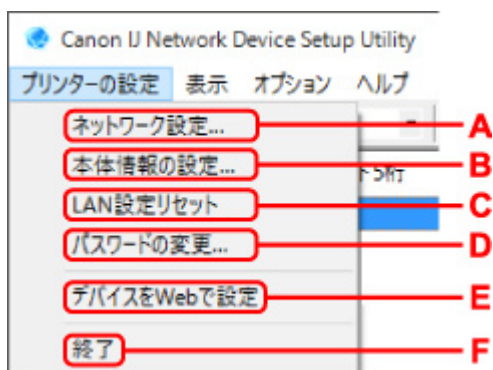 Canon IJ Network Device Setup Utility
プリンターの設定 表示 オプション ヘルプ
ネットワーク設定... A
本体情報の設定... B
ト5桁
LAN設定リセット C
パスワードの変更... D
デバイスをWebで設定 E
終了 F